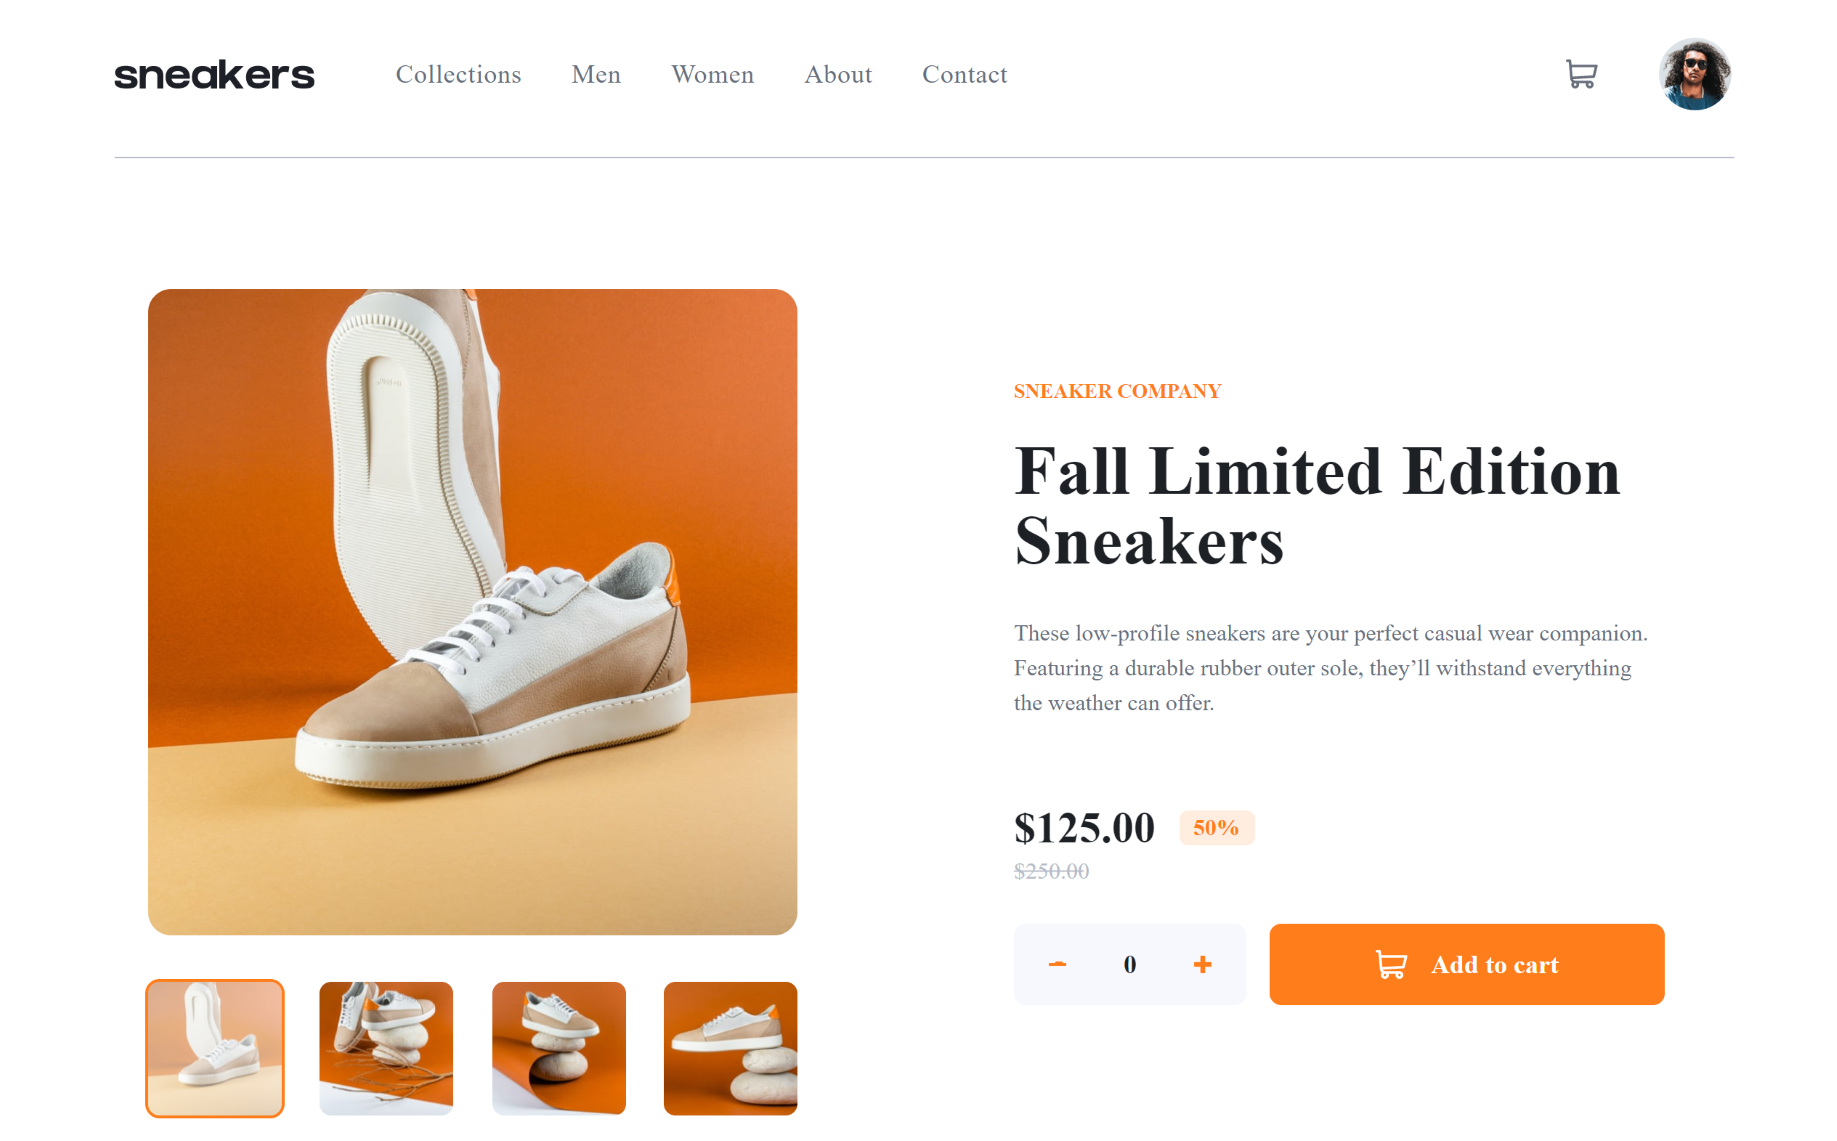 sneakers
Collections Men Women About Contact
SNEAKER COMPANY
Fall Limited Edition
Sneakers
These low-profile sneakers are your perfect casual wear companion.
Featuring a durable rubber outer sole, they’ll withstand everything
the weather can offer.
$125.00 50%
$250.00
0 Add to cart